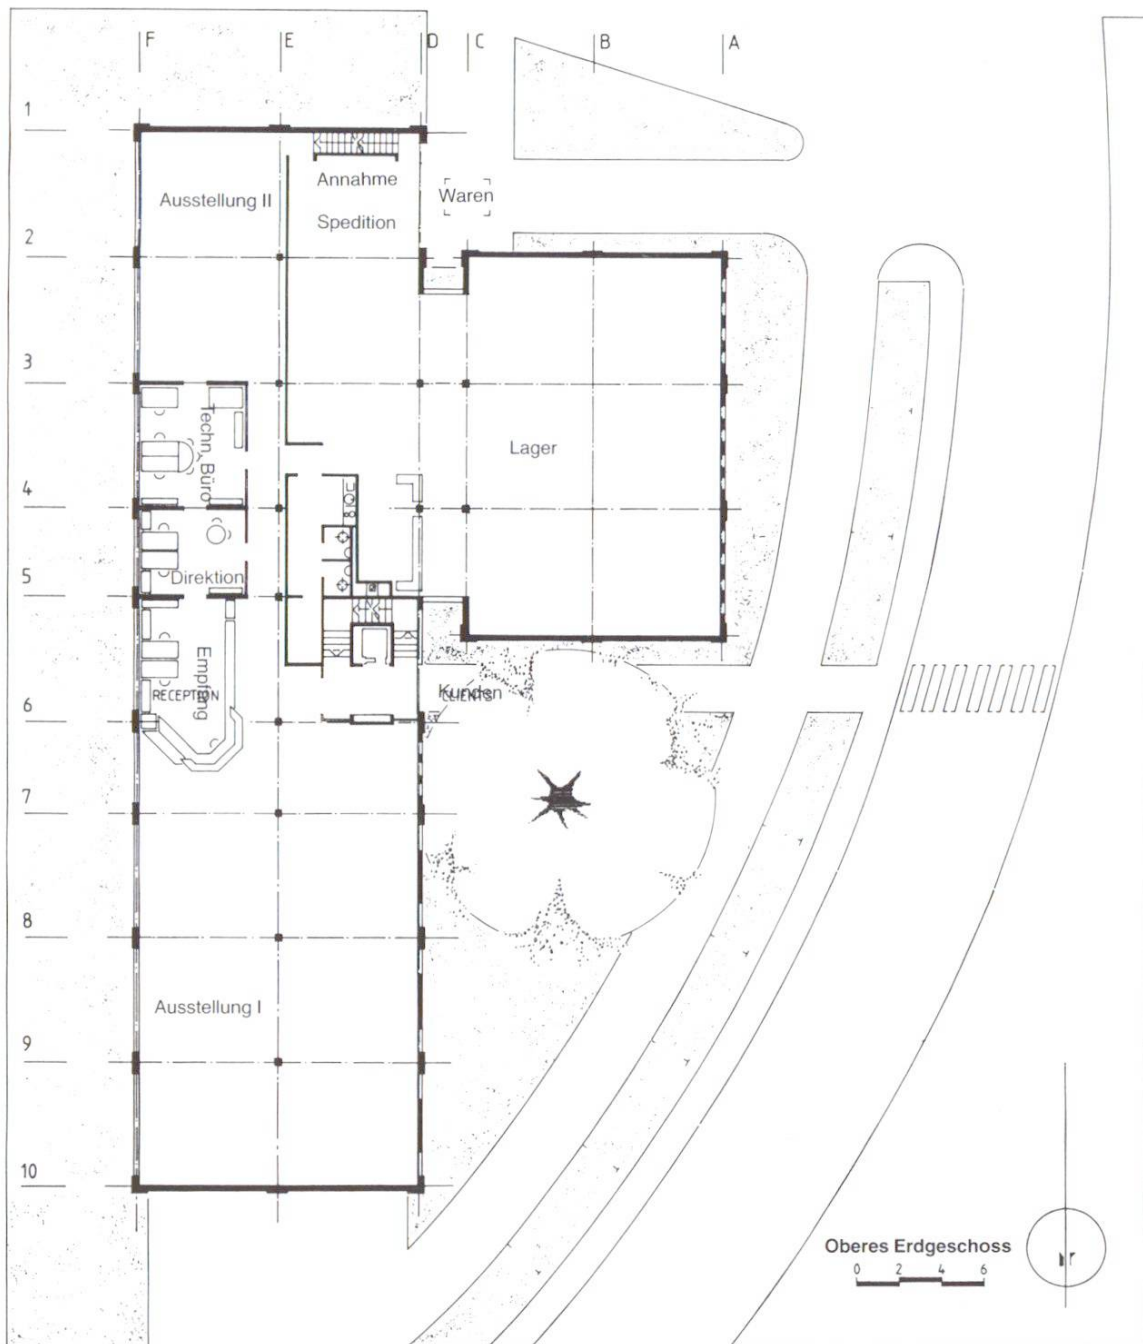 F E D C B A
1
Annahme
Ausstellung II
Waren
Spedition
2
3
Techn. Büro
Lager
4
5
Direktion
Empfang
RECEPTION
Kunden
CLIENTS
6
7
8
Ausstellung I
9
10
Oberes Erdgeschoss
0 2 4 6